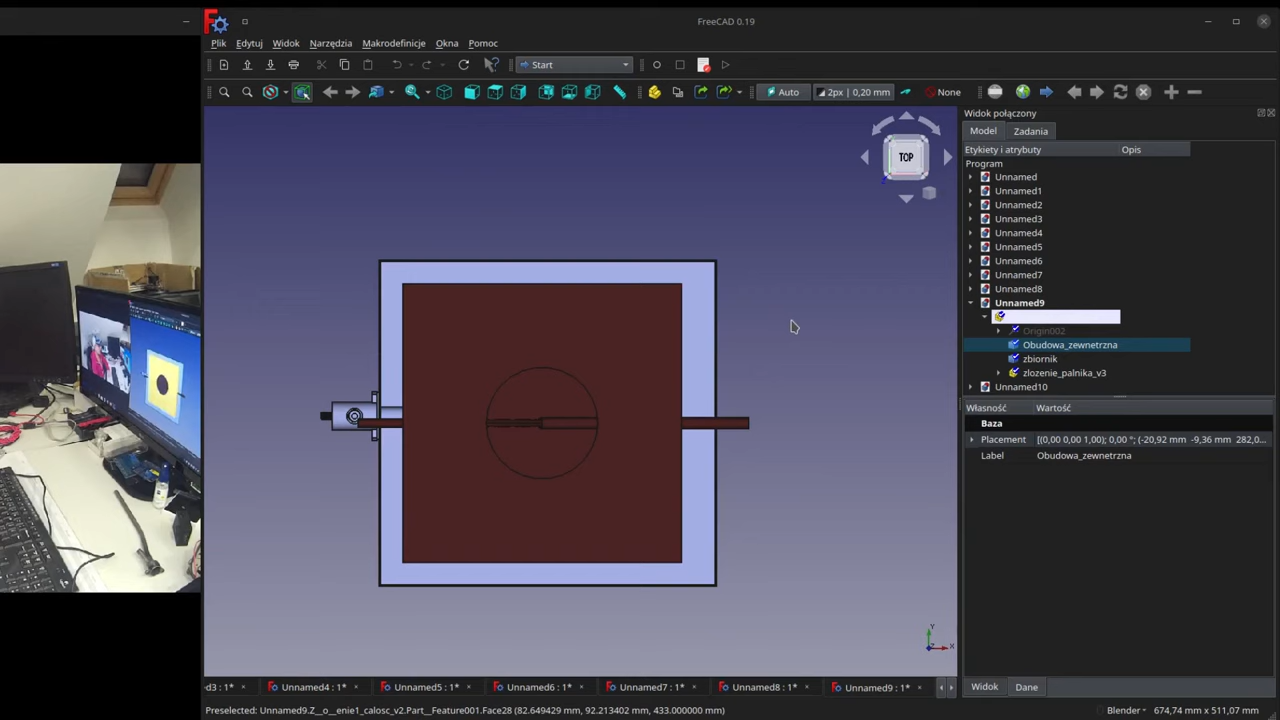 FreeCAD 0.19
Plik Edytuj Widok Narzędzia Makrodefinicje Okna Pomoc
Start
Auto 2px | 0,20 mm None
Widok połączony
Model Zadania
Etykiety i atrybuty Opis
Program
Unnamed
Unnamed1
Unnamed2
Unnamed3
Unnamed4
Unnamed5
Unnamed6
Unnamed7
Unnamed8
Unnamed9
Origin002
Obudowa_zewnetrzna
zbiornik
zlozenie_palnika_v3
Unnamed10
TOP
Własność Wartość
Baza
Placement [(0,00 0,00 1,00); 0,00 °; (-20,92 mm -9,36 mm 282,0...
Label Obudowa_zewnetrzna
Y
Z X
d3 : 1* Unnamed4 : 1* Unnamed5 : 1* Unnamed6 : 1* Unnamed7 : 1* Unnamed8 : 1* Unnamed9 : 1*
Widok Dane
Preselected: Unnamed9.Z__o__enie1_calosc_v2.Part__Feature001.Face28 (82.649429 mm, 92.213402 mm, 433.000000 mm)
Blender 674,74 mm x 511,07 mm